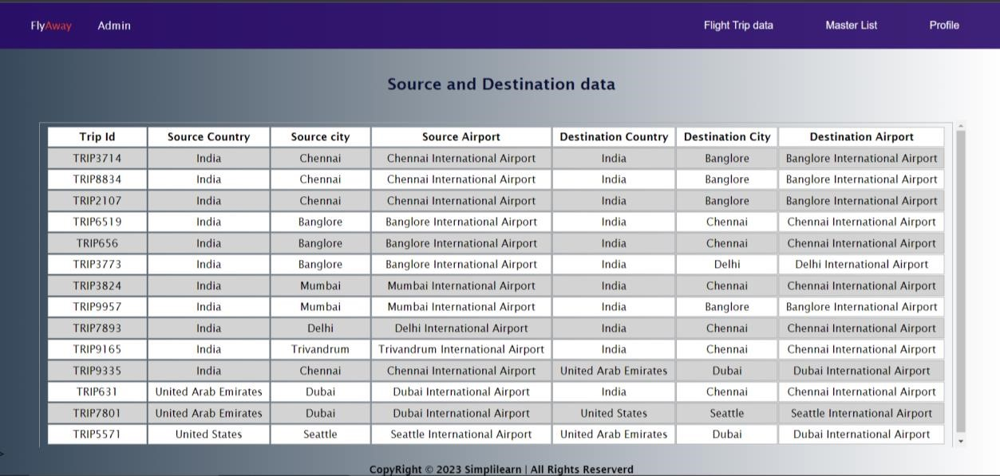 FlyAway Admin Flight Trip data Master List Profile
Source and Destination data
Trip Id Source Country Source city Source Airport Destination Country Destination City Destination Airport
TRIP3714 India Chennai Chennai International Airport India Banglore Banglore International Airport
TRIP8834 India Chennai Chennai International Airport India Banglore Banglore International Airport
TRIP2107 India Chennai Chennai International Airport India Banglore Banglore International Airport
TRIP6519 India Banglore Banglore International Airport India Chennai Chennai International Airport
TRIP656 India Banglore Banglore International Airport India Chennai Chennai International Airport
TRIP3773 India Banglore Banglore International Airport India Delhi Delhi International Airport
TRIP3824 India Mumbai Mumbai International Airport India Chennai Chennai International Airport
TRIP9957 India Mumbai Mumbai International Airport India Banglore Banglore International Airport
TRIP7893 India Delhi Delhi International Airport India Chennai Chennai International Airport
TRIP9165 India Trivandrum Trivandrum International Airport India Chennai Chennai International Airport
TRIP9335 India Chennai Chennai International Airport United Arab Emirates Dubai Dubai International Airport
TRIP631 United Arab Emirates Dubai Dubai International Airport India Chennai Chennai International Airport
TRIP7801 United Arab Emirates Dubai Dubai International Airport United States Seattle Seattle International Airport
TRIP5571 United States Seattle Seattle International Airport United Arab Emirates Dubai Dubai International Airport
>
CopyRight © 2023 Simplilearn | All Rights Reserverd